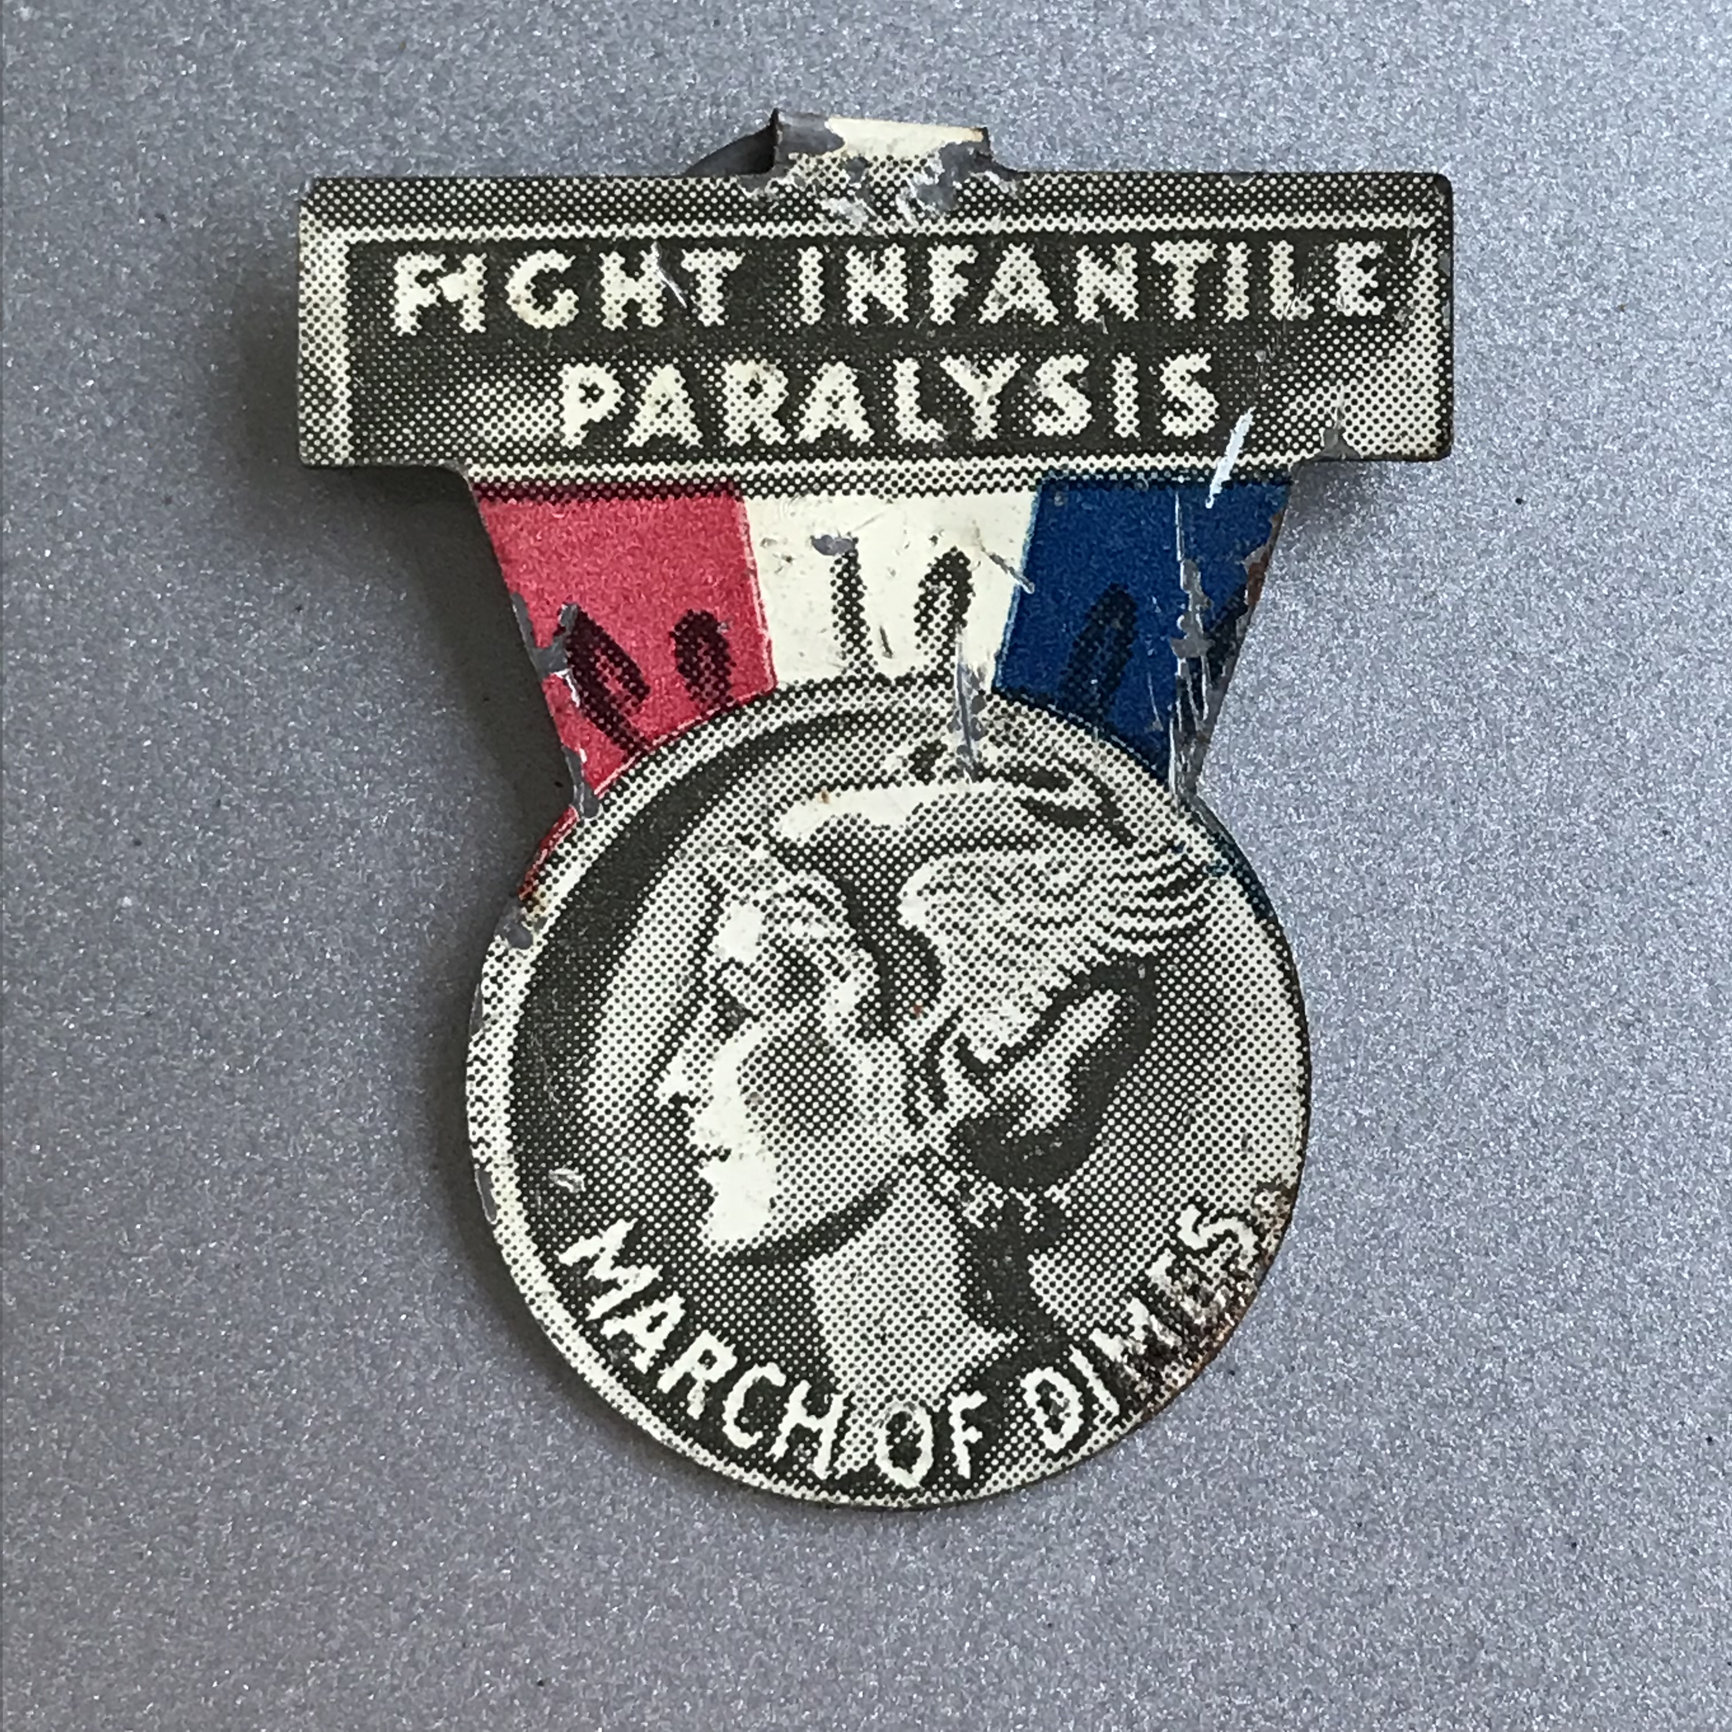 FIGHT INFANTILE
PARALYSIS
MARCH OF DIMES